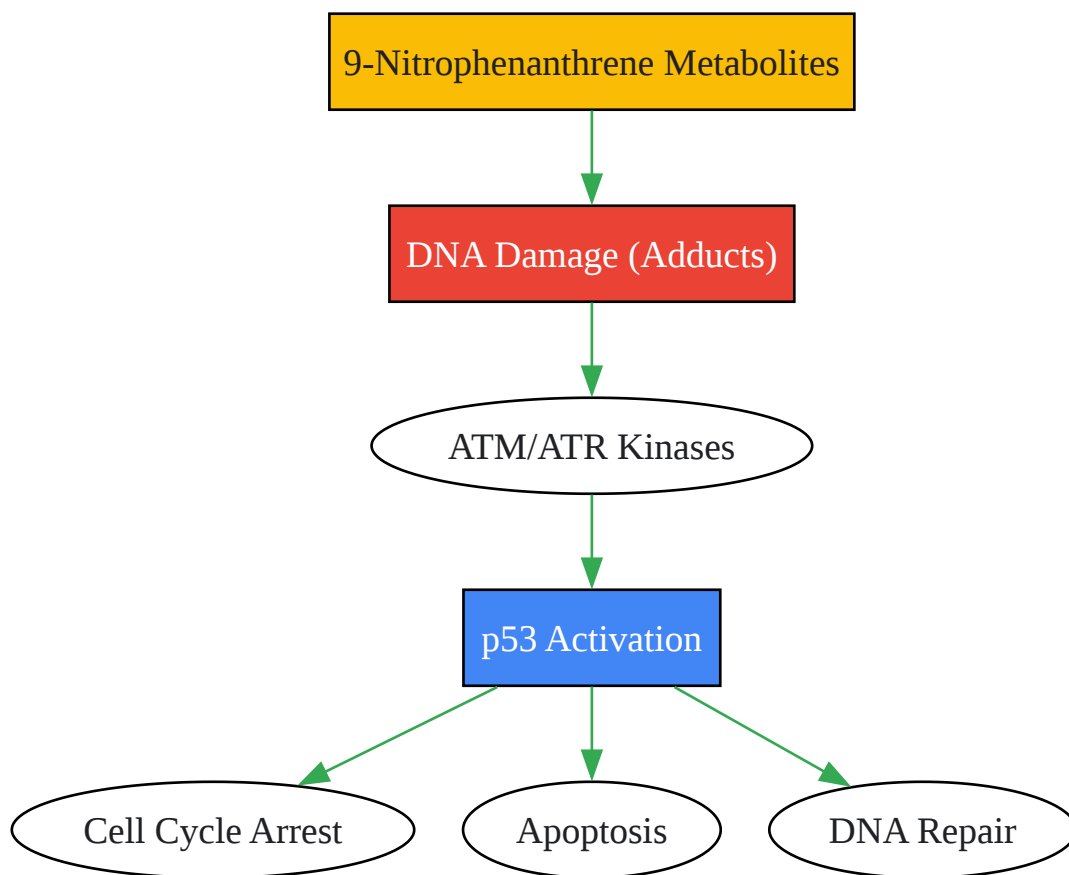 9-Nitrophenanthrene Metabolites
DNA Damage (Adducts)
ATM/ATR Kinases
p53 Activation
Cell Cycle Arrest
Apoptosis
DNA Repair